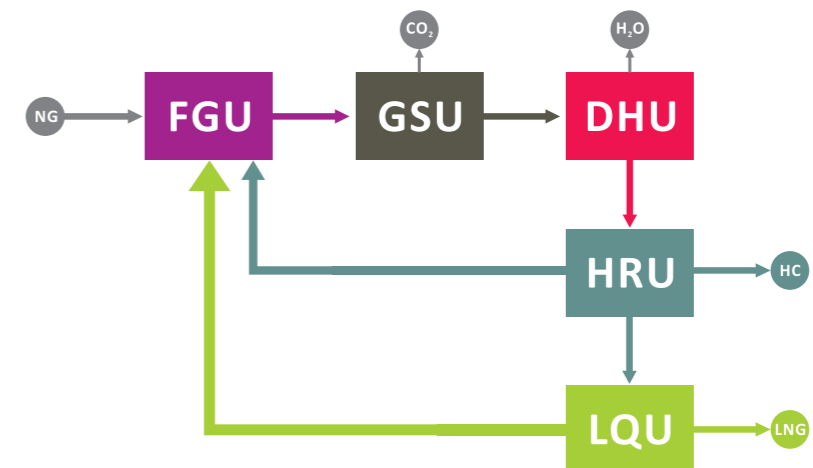 CO₂
H₂O
NG
FGU
GSU
DHU
HRU
HC
LQU
LNG